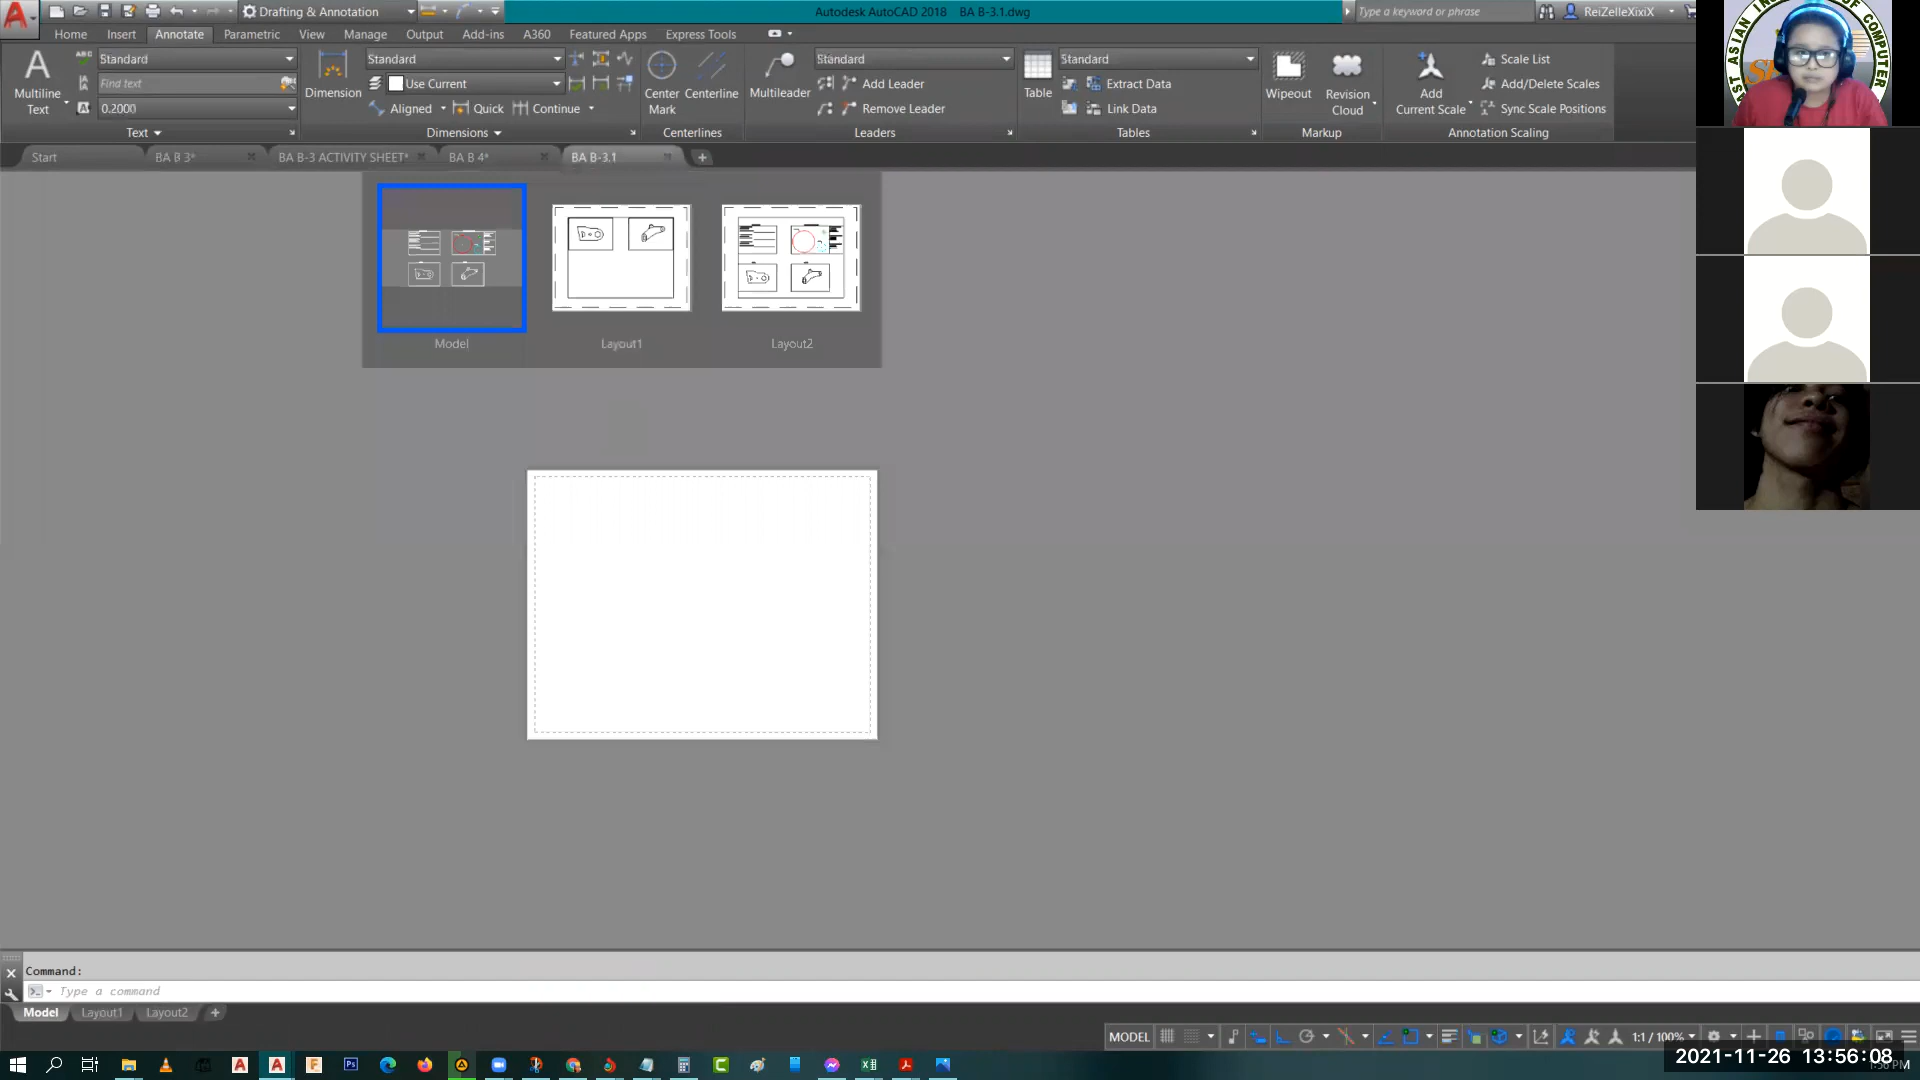 Drafting & Annotation
Autodesk AutoCAD 2018 BA B-3.1.dwg
Type a keyword or phrase
ReiZelleXixiX
Home Insert Annotate Parametric View Manage Output Add-ins A360 Featured Apps Express Tools
Standard Standard Standard Standard Scale List
Multiline Text
Find text
0.2000
Dimension
Use Current
Aligned Quick Continue
Center Mark
Centerline
Multileader
Add Leader
Remove Leader
Table
Extract Data
Link Data
Wipeout
Revision Cloud
Add Current Scale
Add/Delete Scales
Sync Scale Positions
Text Dimensions Centerlines Leaders Tables Markup Annotation Scaling
Start BA B 3* BA B-3 ACTIVITY SHEET* BA B 4* BA B-3.1
Model Layout1 Layout2
Command:
Type a command
Model Layout1 Layout2
MODEL 1:1 / 100%
2021-11-26 13:56:08